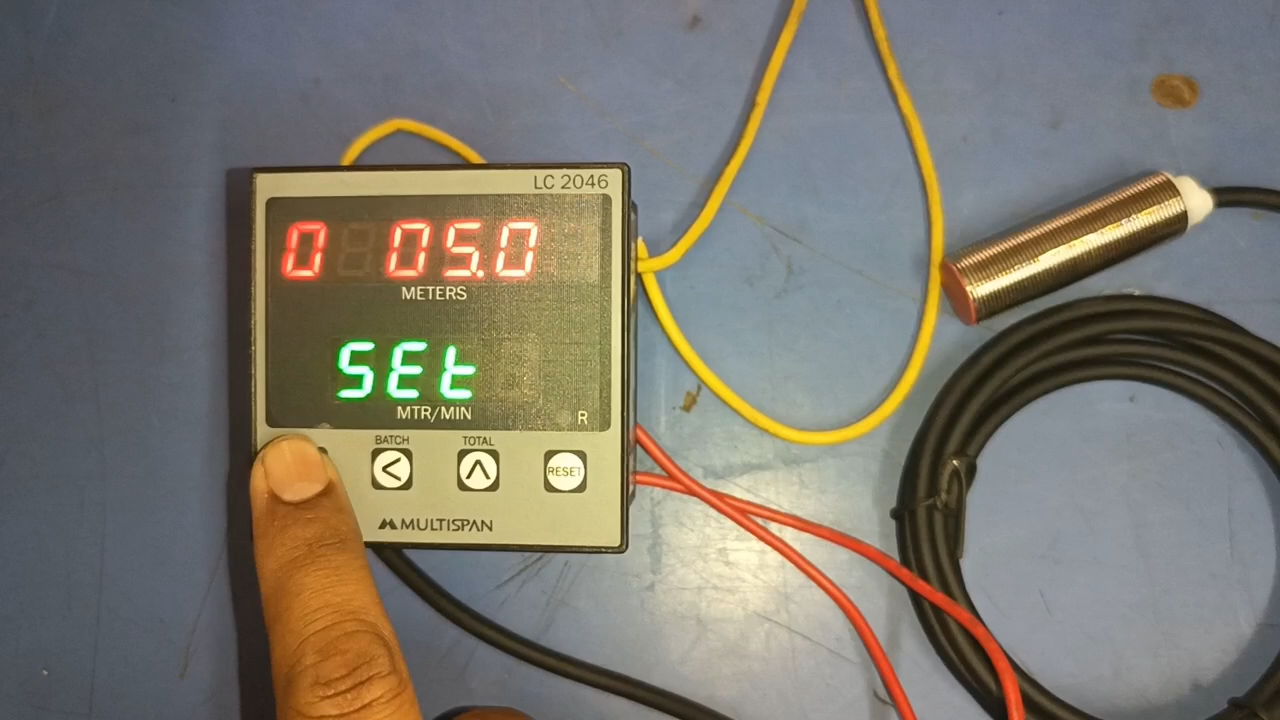 LC 2046
0 05.0
METERS
SEt
MTR/MIN
R
BATCH
TOTAL
<
RESET
MULTISPAN